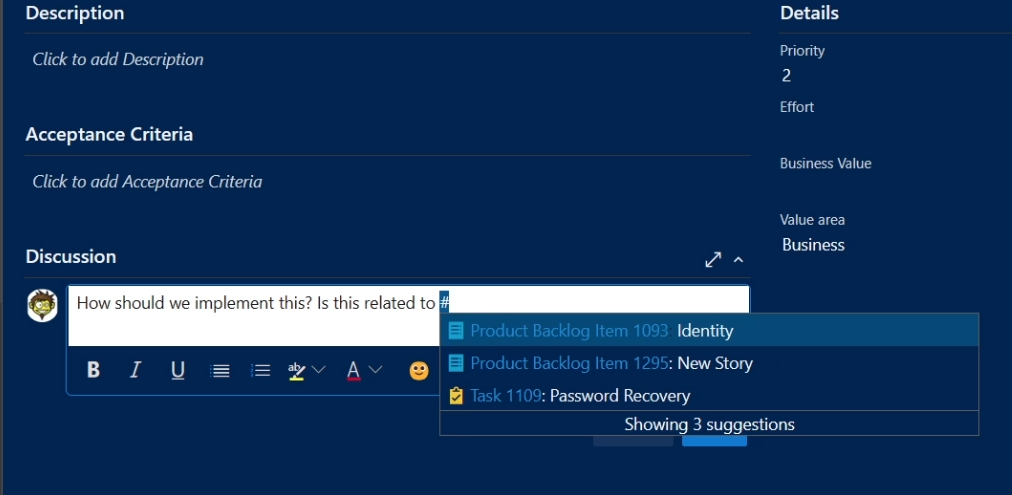 Description
Click to add Description
Acceptance Criteria
Click to add Acceptance Criteria
Discussion
How should we implement this? Is this related to #
Product Backlog Item 1093: Identity
Product Backlog Item 1295: New Story
Task 1109: Password Recovery
Showing 3 suggestions
B I U ab A
Details
Priority
2
Effort
Business Value
Value area
Business